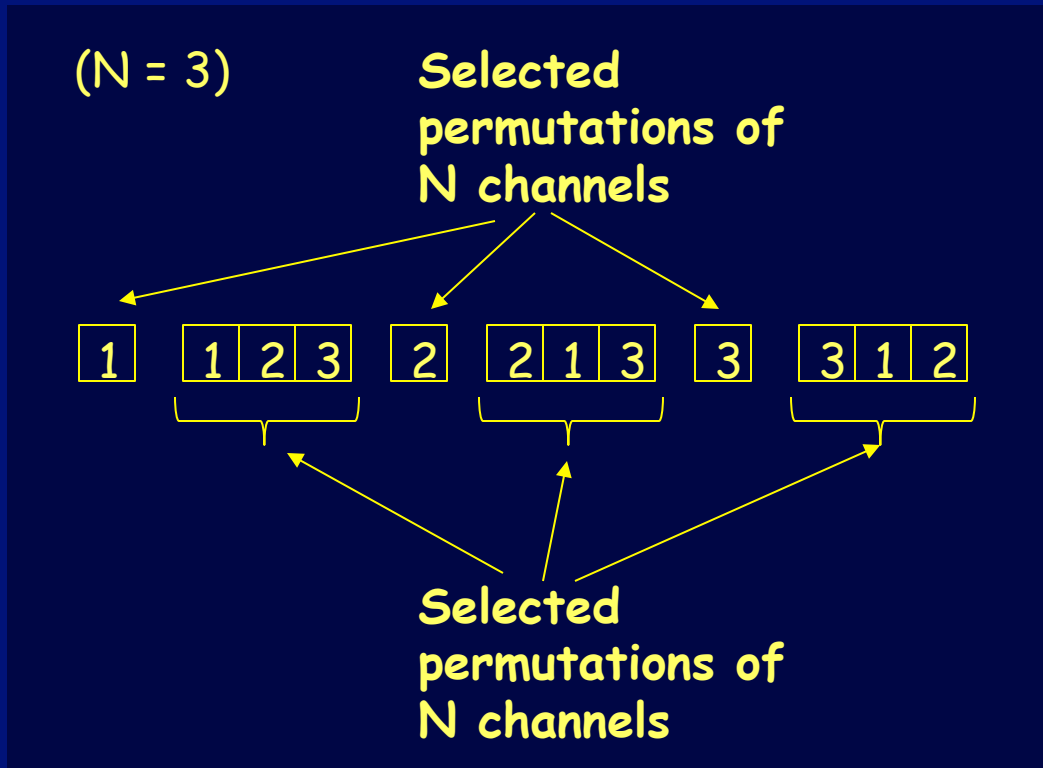 (N = 3)
Selected
permutations of
N channels
1 1 2 3 2 2 1 3 3 3 1 2
Selected
permutations of
N channels